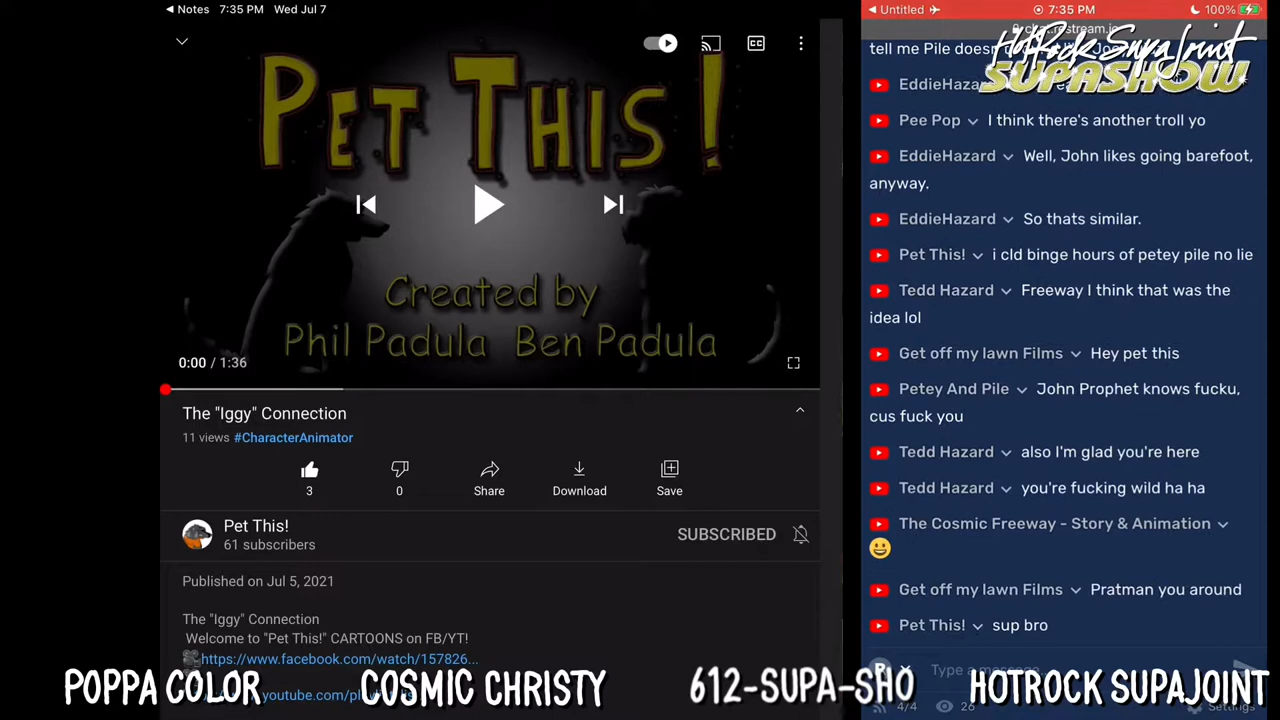 Notes 7:35 PM Wed Jul 7
PET THIS!
Created by
Phil Padula Ben Padula
0:00 / 1:36
The "Iggy" Connection
11 views #CharacterAnimator
3 0 Share Download Save
Pet This!
61 subscribers
SUBSCRIBED
Published on Jul 5, 2021
The "Iggy" Connection
Welcome to "Pet This!" CARTOONS on FB/YT!
https://www.facebook.com/watch/157826...
youtube.com/
Untitled 7:35 PM 100%
HotRock SupaJoint
SUPASHOW
tell me Pile
EddieHazard
Pee Pop I think there's another troll yo
EddieHazard Well, John likes going barefoot,
anyway.
EddieHazard So thats similar.
Pet This! i cld binge hours of petey pile no lie
Tedd Hazard Freeway I think that was the
idea lol
Get off my lawn Films Hey pet this
Petey And Pile John Prophet knows fucku,
cus fuck you
Tedd Hazard also I'm glad you're here
Tedd Hazard you're fucking wild ha ha
The Cosmic Freeway - Story & Animation
😀
Get off my lawn Films Pratman you around
Pet This! sup bro
Type a message
4/4 26 Settings
POPPA COLOR COSMIC CHRISTY 612-SUPA-SHO HOTROCK SUPAJOINT